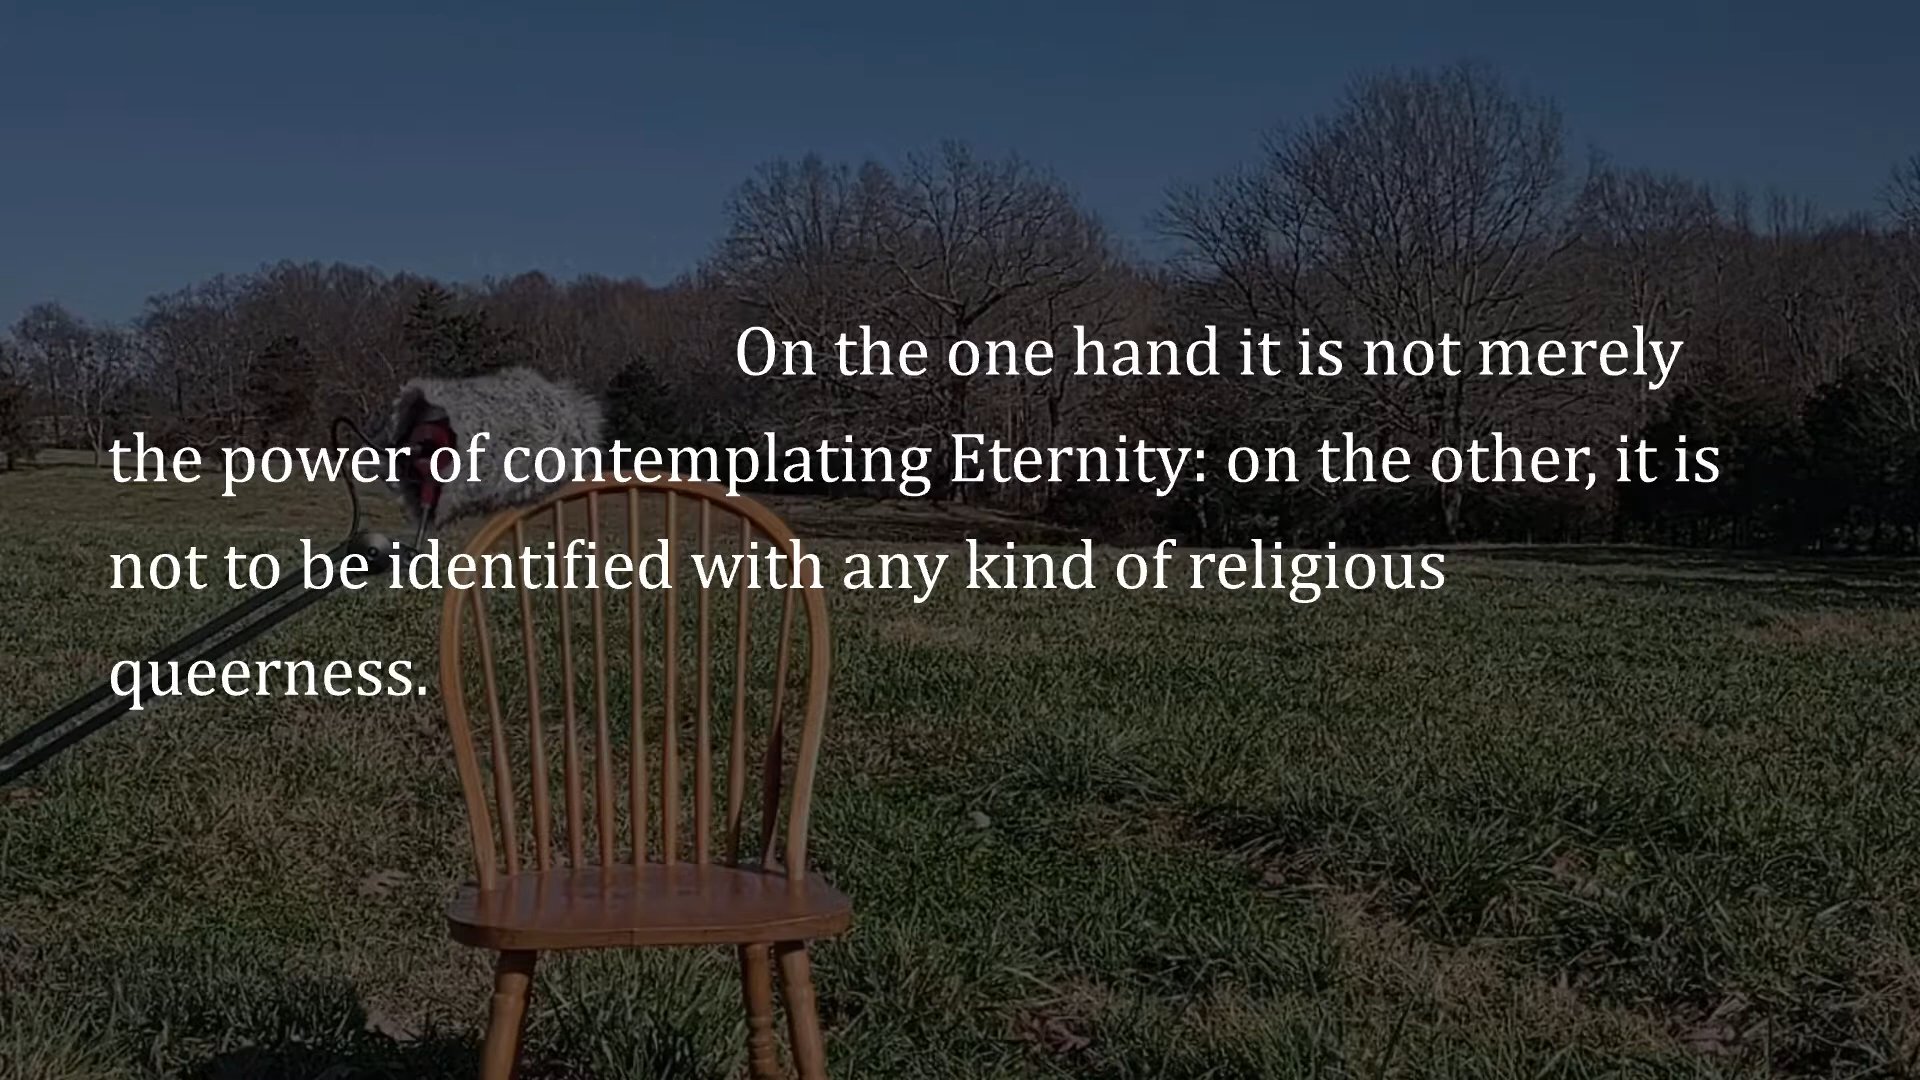 On the one hand it is not merely
the power of contemplating Eternity: on the other, it is
not to be identified with any kind of religious
queerness.